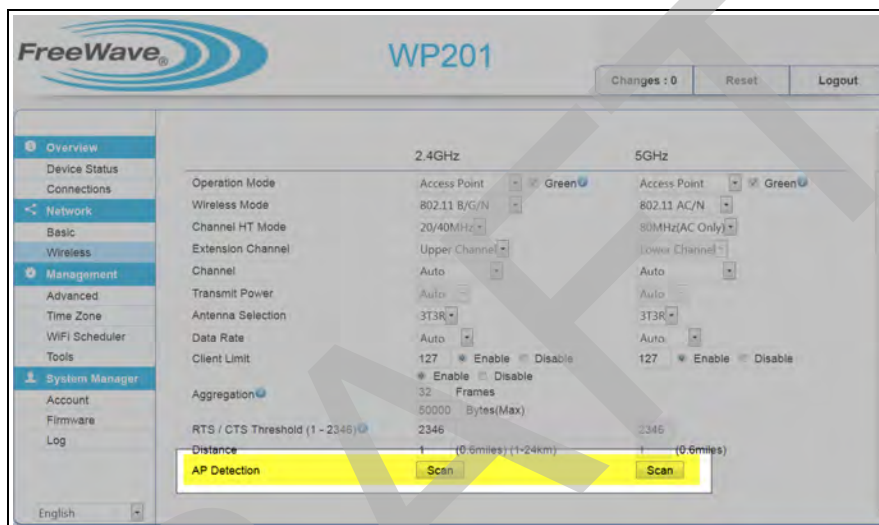 FreeWave®
WP201
Changes : 0 Reset Logout
Overview
Device Status
Connections
Network
Basic
Wireless
Management
Advanced
Time Zone
WiFi Scheduler
Tools
System Manager
Account
Firmware
Log
English
2.4GHz 5GHz
Operation Mode Access Point Green Access Point Green
Wireless Mode 802.11 B/G/N 802.11 AC/N
Channel HT Mode 20/40MHz 80MHz(AC Only)
Extension Channel Upper Channel Lower Channel
Channel Auto Auto
Transmit Power Auto Auto
Antenna Selection 3T3R 3T3R
Data Rate Auto Auto
Client Limit 127 Enable Disable 127 Enable Disable
Enable Disable
Aggregation 32 Frames
50000 Bytes(Max)
RTS / CTS Threshold (1 - 2346) 2346 2346
Distance 1 (0.6miles) (1-24km) 1 (0.6miles)
AP Detection Scan Scan